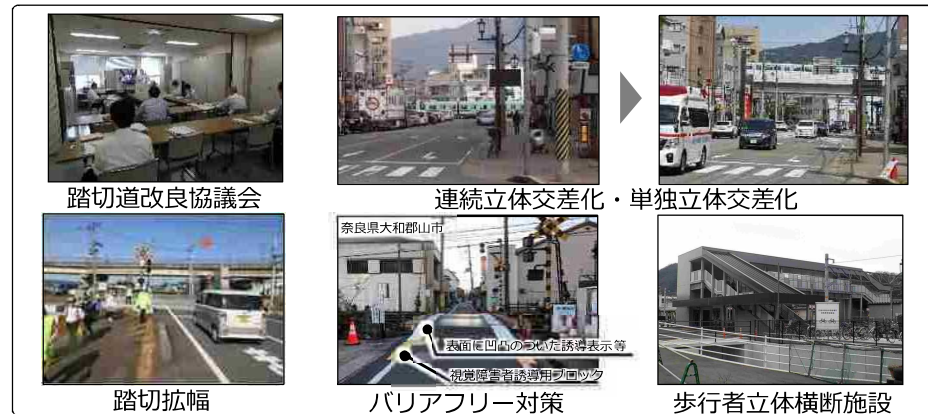 踏切道改良協議会
連続立体交差化・単独立体交差化
奈良県大和郡山市
表面に凹凸のついた誘導表示等
視覚障害者誘導用ブロック
踏切拡幅
バリアフリー対策
歩行者立体横断施設